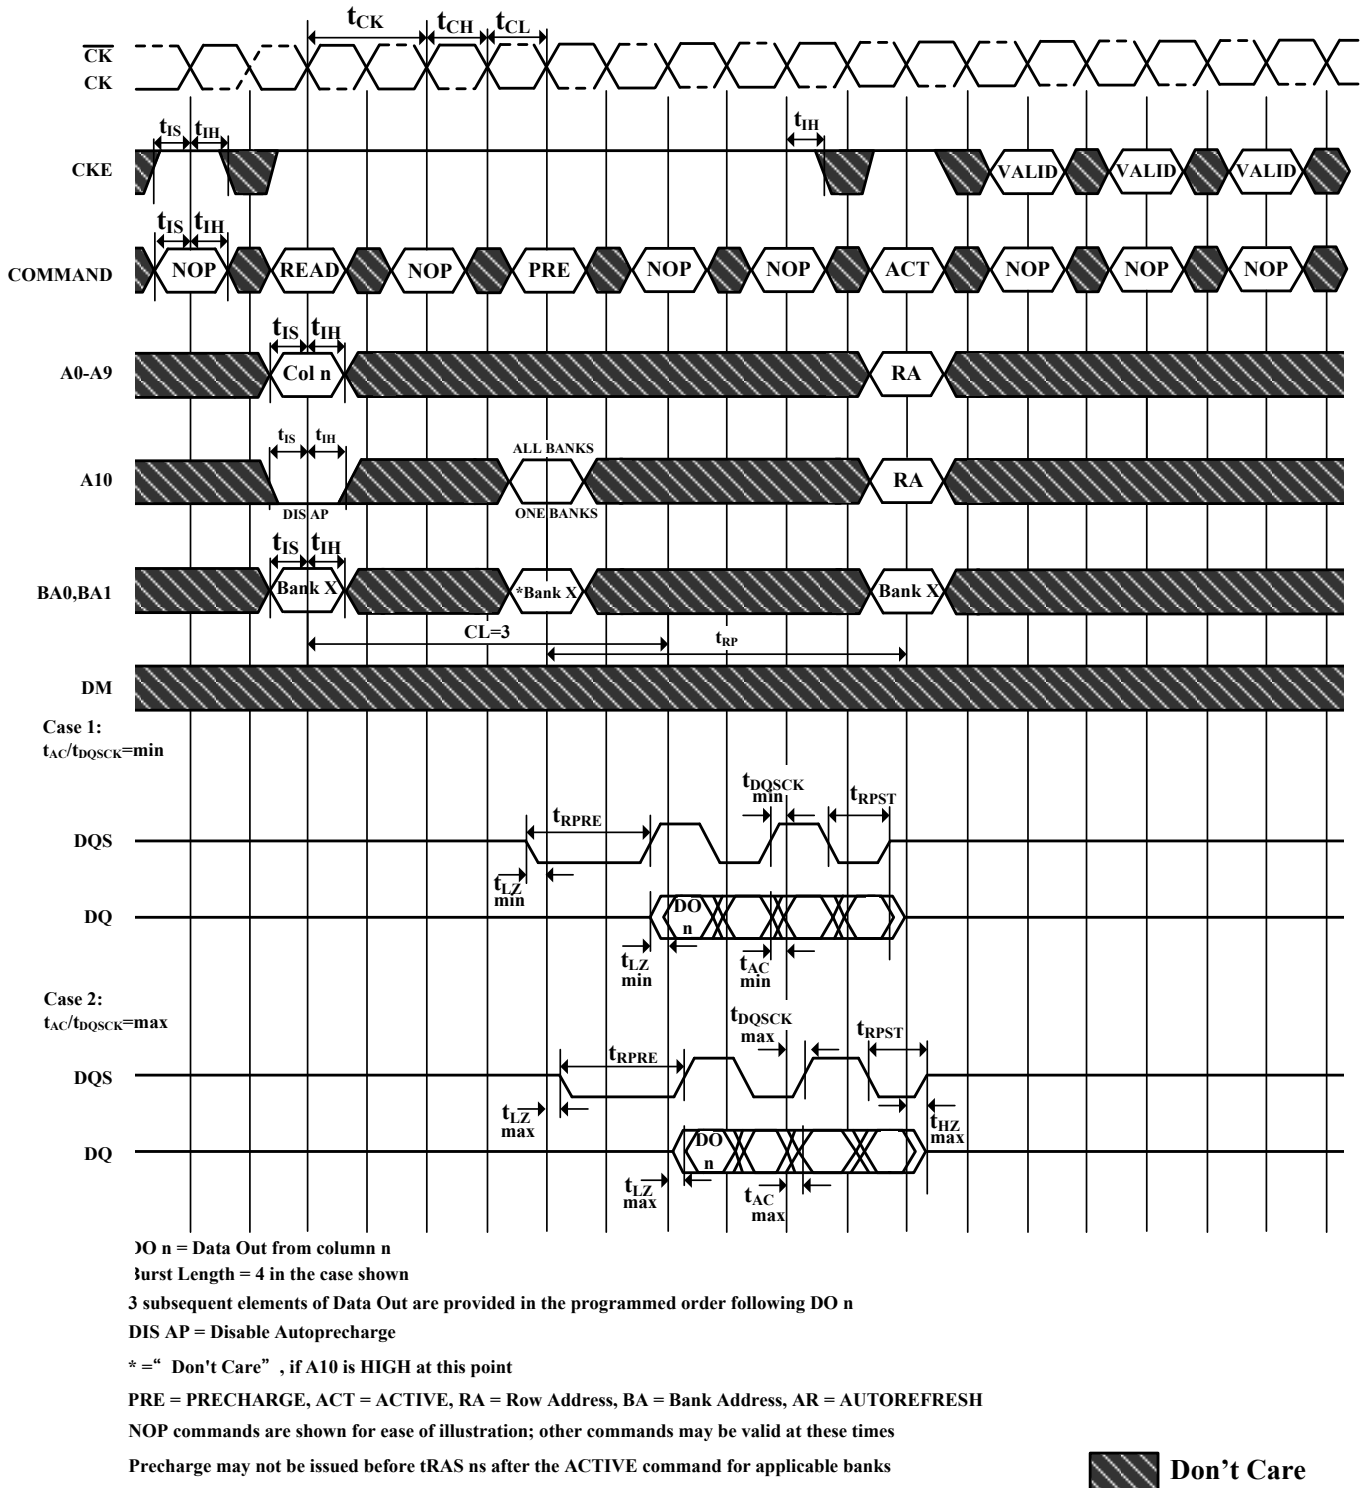 tCK tCH tCL
CK
CK
tIS tIH tIH
CKE VALID VALID VALID
tIS tIH
COMMAND NOP READ NOP PRE NOP NOP ACT NOP NOP NOP
tIS tIH
A0-A9 Col n RA
tIS tIH ALL BANKS
A10 RA
DIS AP ONE BANKS
tIS tIH
BA0,BA1 Bank X *Bank X Bank X
CL=3 tRP
DM
Case 1:
tAC/tDQSCK=min
tDQSCK
min
tRPRE tRPST
DQS
tLZ
min
DQ DO
n
tLZ
min
tAC
min
Case 2:
tAC/tDQSCK=max
tDQSCK
max
tRPRE tRPST
DQS
tLZ
max
tHZ
max
DQ DO
n
tLZ
max
tAC
max
DO n = Data Out from column n
Burst Length = 4 in the case shown
3 subsequent elements of Data Out are provided in the programmed order following DO n
DIS AP = Disable Autoprecharge
* =“ Don't Care” , if A10 is HIGH at this point
PRE = PRECHARGE, ACT = ACTIVE, RA = Row Address, BA = Bank Address, AR = AUTOREFRESH
NOP commands are shown for ease of illustration; other commands may be valid at these times
Precharge may not be issued before tRAS ns after the ACTIVE command for applicable banks
Don’t Care